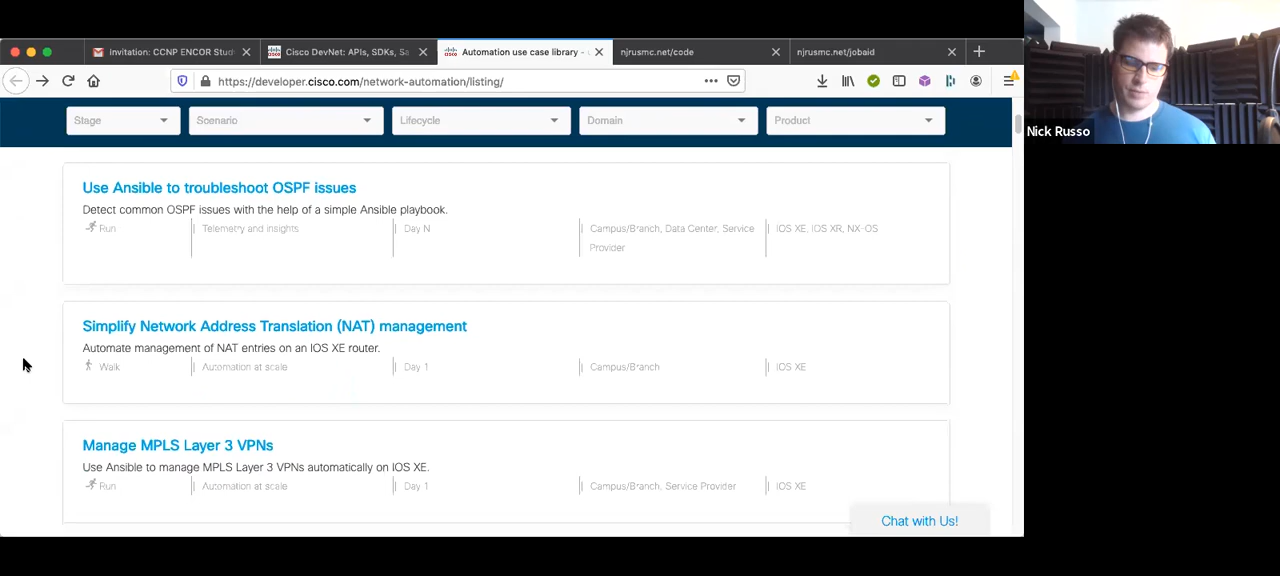 invitation: CCNP ENCOR Stud
Cisco DevNet: APIs, SDKs, Sa
Automation use case library -
njrusmc.net/code
njrusmc.net/jobaid
https://developer.cisco.com/network-automation/listing/
Stage
Scenario
Lifecycle
Domain
Product
Use Ansible to troubleshoot OSPF issues
Detect common OSPF issues with the help of a simple Ansible playbook.
Run
Telemetry and insights
Day N
Campus/Branch, Data Center, Service
Provider
IOS XE, IOS XR, NX-OS
Simplify Network Address Translation (NAT) management
Automate management of NAT entries on an IOS XE router.
Walk
Automation at scale
Day 1
Campus/Branch
IOS XE
Manage MPLS Layer 3 VPNs
Use Ansible to manage MPLS Layer 3 VPNs automatically on IOS XE.
Run
Automation at scale
Day 1
Campus/Branch, Service Provider
IOS XE
Chat with Us!
Nick Russo